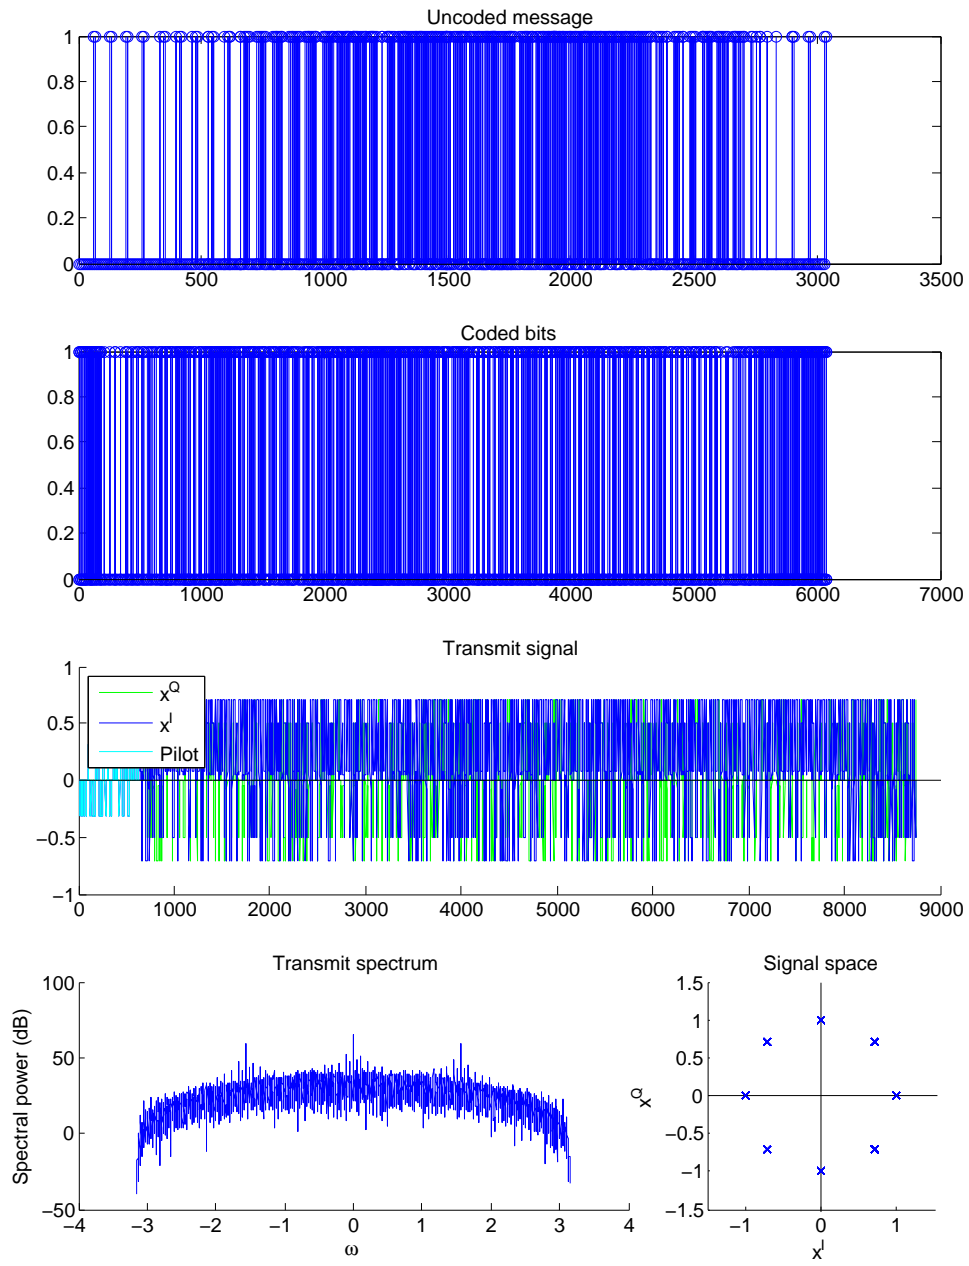 Uncoded message
1
0.8
0.6
0.4
0.2
0
0 500 1000 1500 2000 2500 3000 3500
Coded bits
1
0.8
0.6
0.4
0.2
0
0 1000 2000 3000 4000 5000 6000 7000
Transmit signal
1
0.5
0
−0.5
−1
x^Q
x^I
Pilot
0 1000 2000 3000 4000 5000 6000 7000 8000 9000
Transmit spectrum
Spectral power (dB)
100
50
0
−50
−4 −3 −2 −1 0 1 2 3 4
ω
Signal space
x^Q
1.5
1
0.5
0
−0.5
−1
−1.5
−1 0 1
x^I